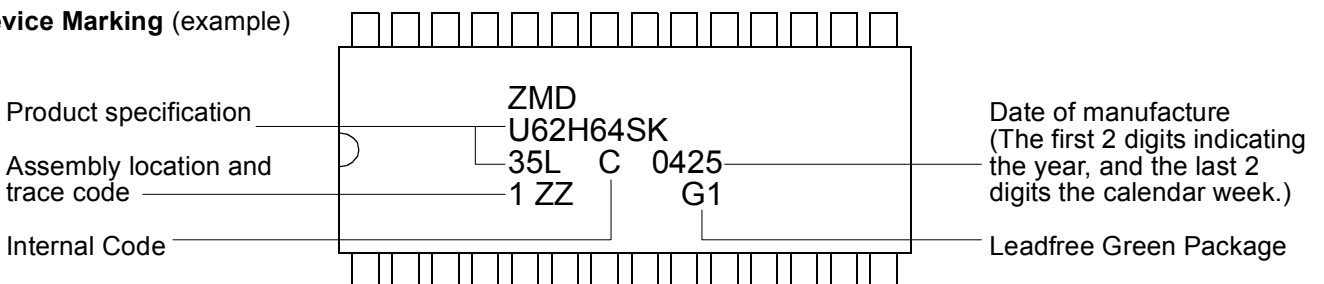 vice Marking (example)
Product specification
Assembly location and
trace code
Internal Code
ZMD
U62H64SK
35L C 0425
1 ZZ G1
Date of manufacture
(The first 2 digits indicating
the year, and the last 2
digits the calendar week.)
Leadfree Green Package